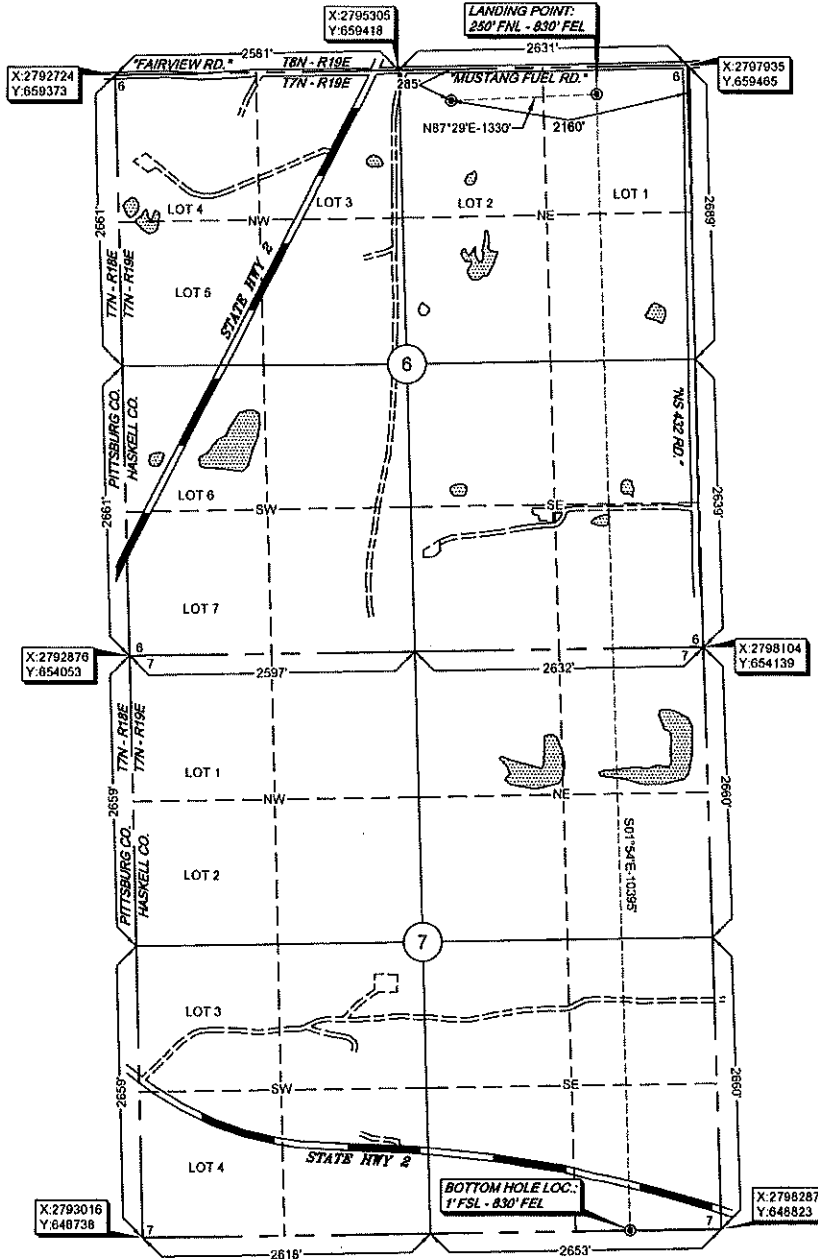 X:2795305
Y:659418
LANDING POINT:
250' FNL - 830' FEL
2581'
2631'
X:2792724
Y:659373
"FAIRVIEW RD."
T8N - R19E
T7N - R19E
"MUSTANG FUEL RD."
X:2797935
Y:659465
6
6
285'
N87°29'E-1330'
2160'
LOT 4
NW
LOT 3
LOT 2
NE
LOT 1
2661'
2689'
T7N - R18E
T7N - R19E
LOT 5
STATE HWY 2
6
"NS 432 RD."
PITTSBURG CO.
HASKELL CO.
LOT 6
SW
SE
2661'
2639'
LOT 7
X:2792876
Y:654053
6
7
2597'
2632'
6
7
X:2798104
Y:654139
T7N - R18E
T7N - R19E
LOT 1
NW
NE
2659'
2660'
LOT 2
S01°54'E-10395'
PITTSBURG CO.
HASKELL CO.
7
LOT 3
SW
SE
2659'
2660'
LOT 4
STATE HWY 2
BOTTOM HOLE LOC.:
1' FSL - 830' FEL
X:2793016
Y:648738
7
2618'
2653'
7
X:2798287
Y:648823